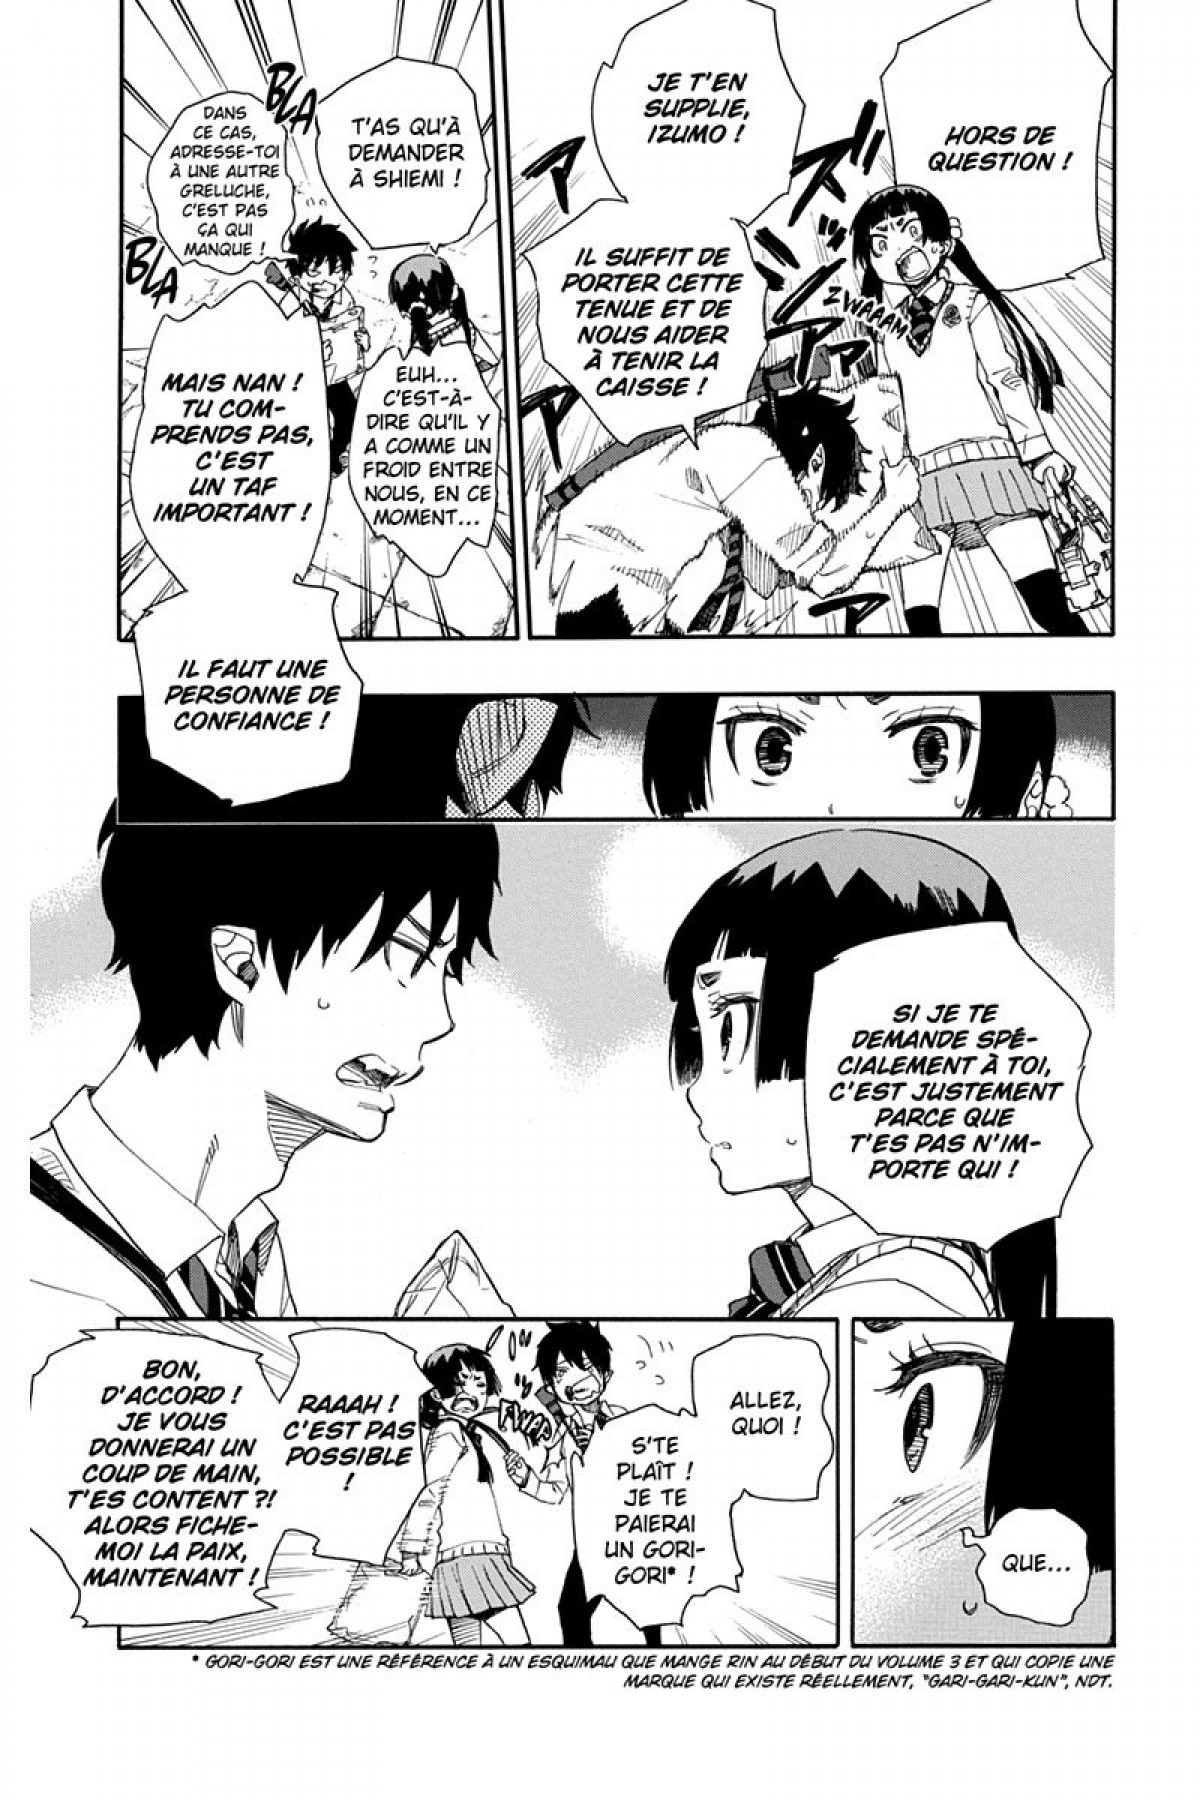 HORS DE
QUESTION !
JE T'EN
SUPPLIE,
IZUMO !
IL SUFFIT DE
PORTER CETTE
TENUE ET DE
NOUS AIDER
À TENIR LA
CAISSE !
ZWAAAM
T'AS QU'À
DEMANDER
À SHIEMI !
BLA
DANS
CE CAS,
ADRESSE-TOI
À UNE AUTRE
GRELUCHE,
C'EST PAS
ÇA QUI
MANQUE !
BLA
EUH...
C'EST-À-
DIRE QU'IL Y
A COMME UN
FROID ENTRE
NOUS, EN CE
MOMENT...
MAIS NAN !
TU COM-
PRENDS PAS,
C'EST
UN TAF
IMPORTANT !
IL FAUT UNE
PERSONNE DE
CONFIANCE !
SI JE TE
DEMANDE SPÉ-
CIALEMENT À TOI,
C'EST JUSTEMENT
PARCE QUE
T'ES PAS N'IM-
PORTE QUI !
QUE...
ALLEZ,
QUOI !
S'TE
PLAÎT !
JE TE
PAIERAI
UN GORI-
GORI* !
RAAAH !
C'EST PAS
POSSIBLE
!
BON,
D'ACCORD !
JE VOUS
DONNERAI UN
COUP DE MAIN,
T'ES CONTENT ?!
ALORS FICHE-
MOI LA PAIX,
MAINTENANT !
* GORI-GORI EST UNE RÉFÉRENCE À UN ESQUIMAU QUE MANGE RIN AU DÉBUT DU VOLUME 3 ET QUI COPIE UNE
MARQUE QUI EXISTE RÉELLEMENT, "GARI-GARI-KUN", NDT.